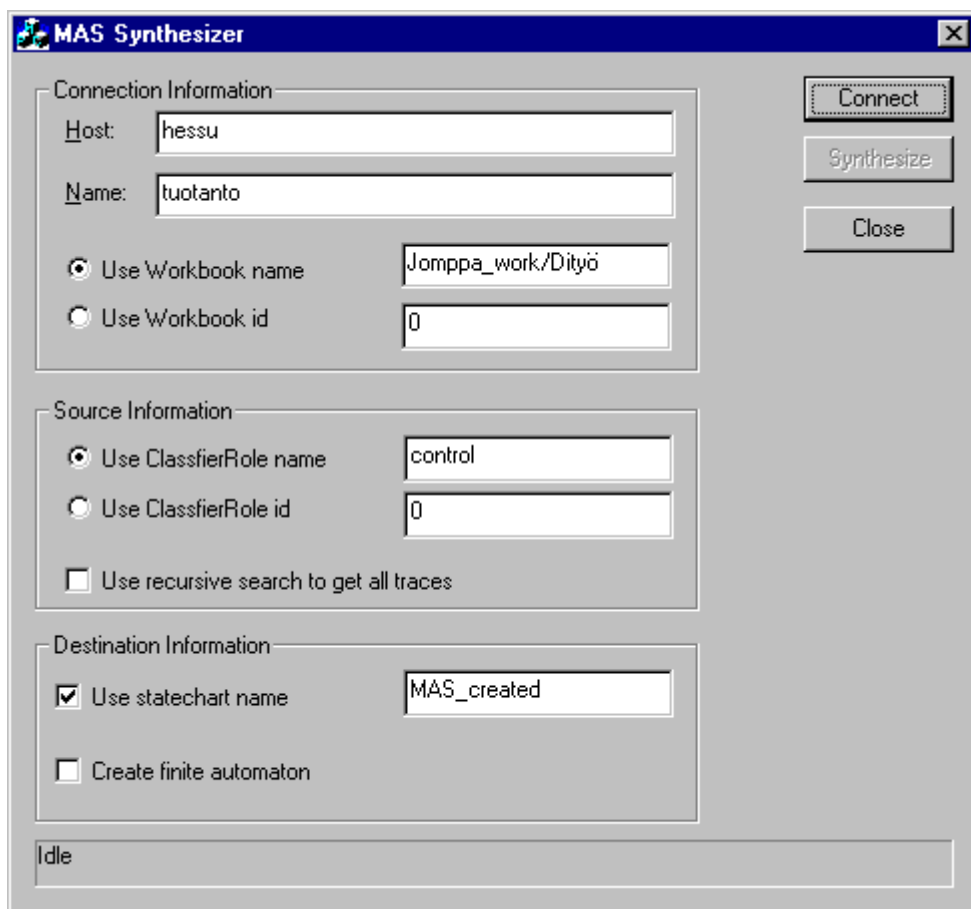 MAS Synthesizer
Connection Information
Host: hessu
Name: tuotanto
Use Workbook name Jomppa_work/Dityö
Use Workbook id 0
Connect
Synthesize
Close
Source Information
Use ClassfierRole name control
Use ClassfierRole id 0
Use recursive search to get all traces
Destination Information
Use statechart name MAS_created
Create finite automaton
Idle